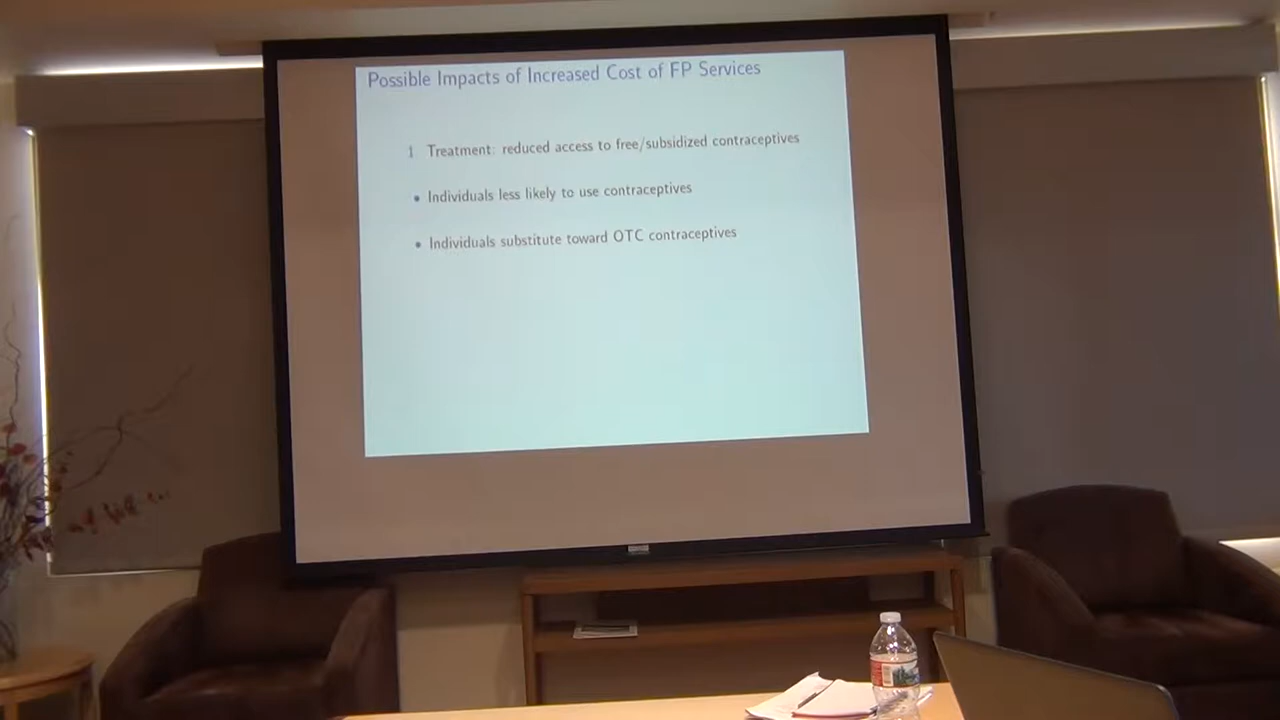 Possible Impacts of Increased Cost of FP Services
1 Treatment: reduced access to free/subsidized contraceptives
• Individuals less likely to use contraceptives
• Individuals substitute toward OTC contraceptives